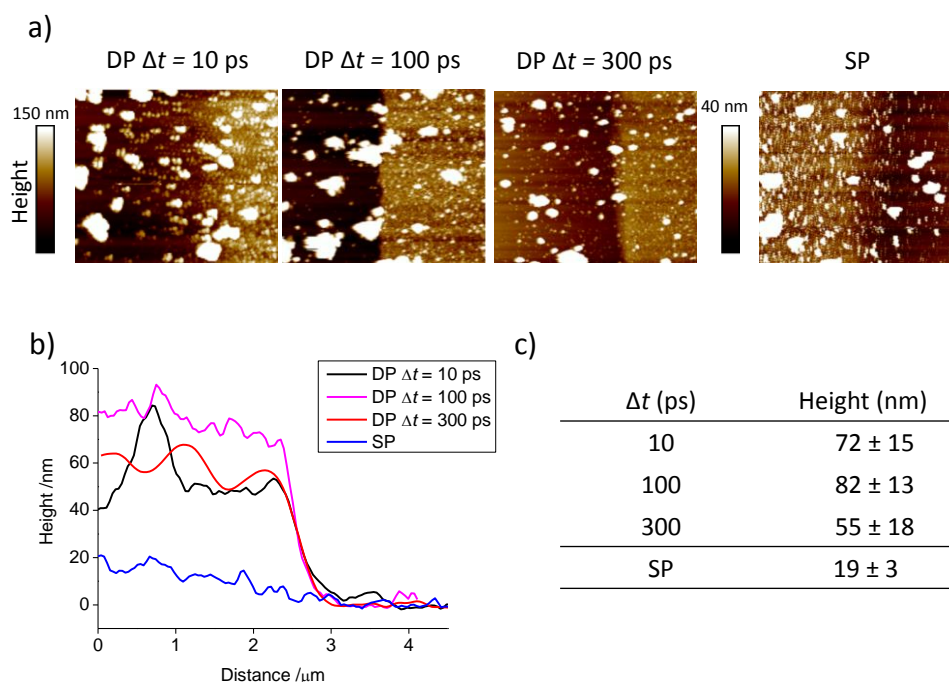 a)
DP Δt = 10 ps DP Δt = 100 ps DP Δt = 300 ps SP
150 nm
40 nm
Height
b)
Height /nm
100
80
60
40
20
0
0 1 2 3 4
Distance /μm
DP Δt = 10 ps
DP Δt = 100 ps
DP Δt = 300 ps
SP
c)
Δt (ps) Height (nm)
10 72 ± 15
100 82 ± 13
300 55 ± 18
SP 19 ± 3